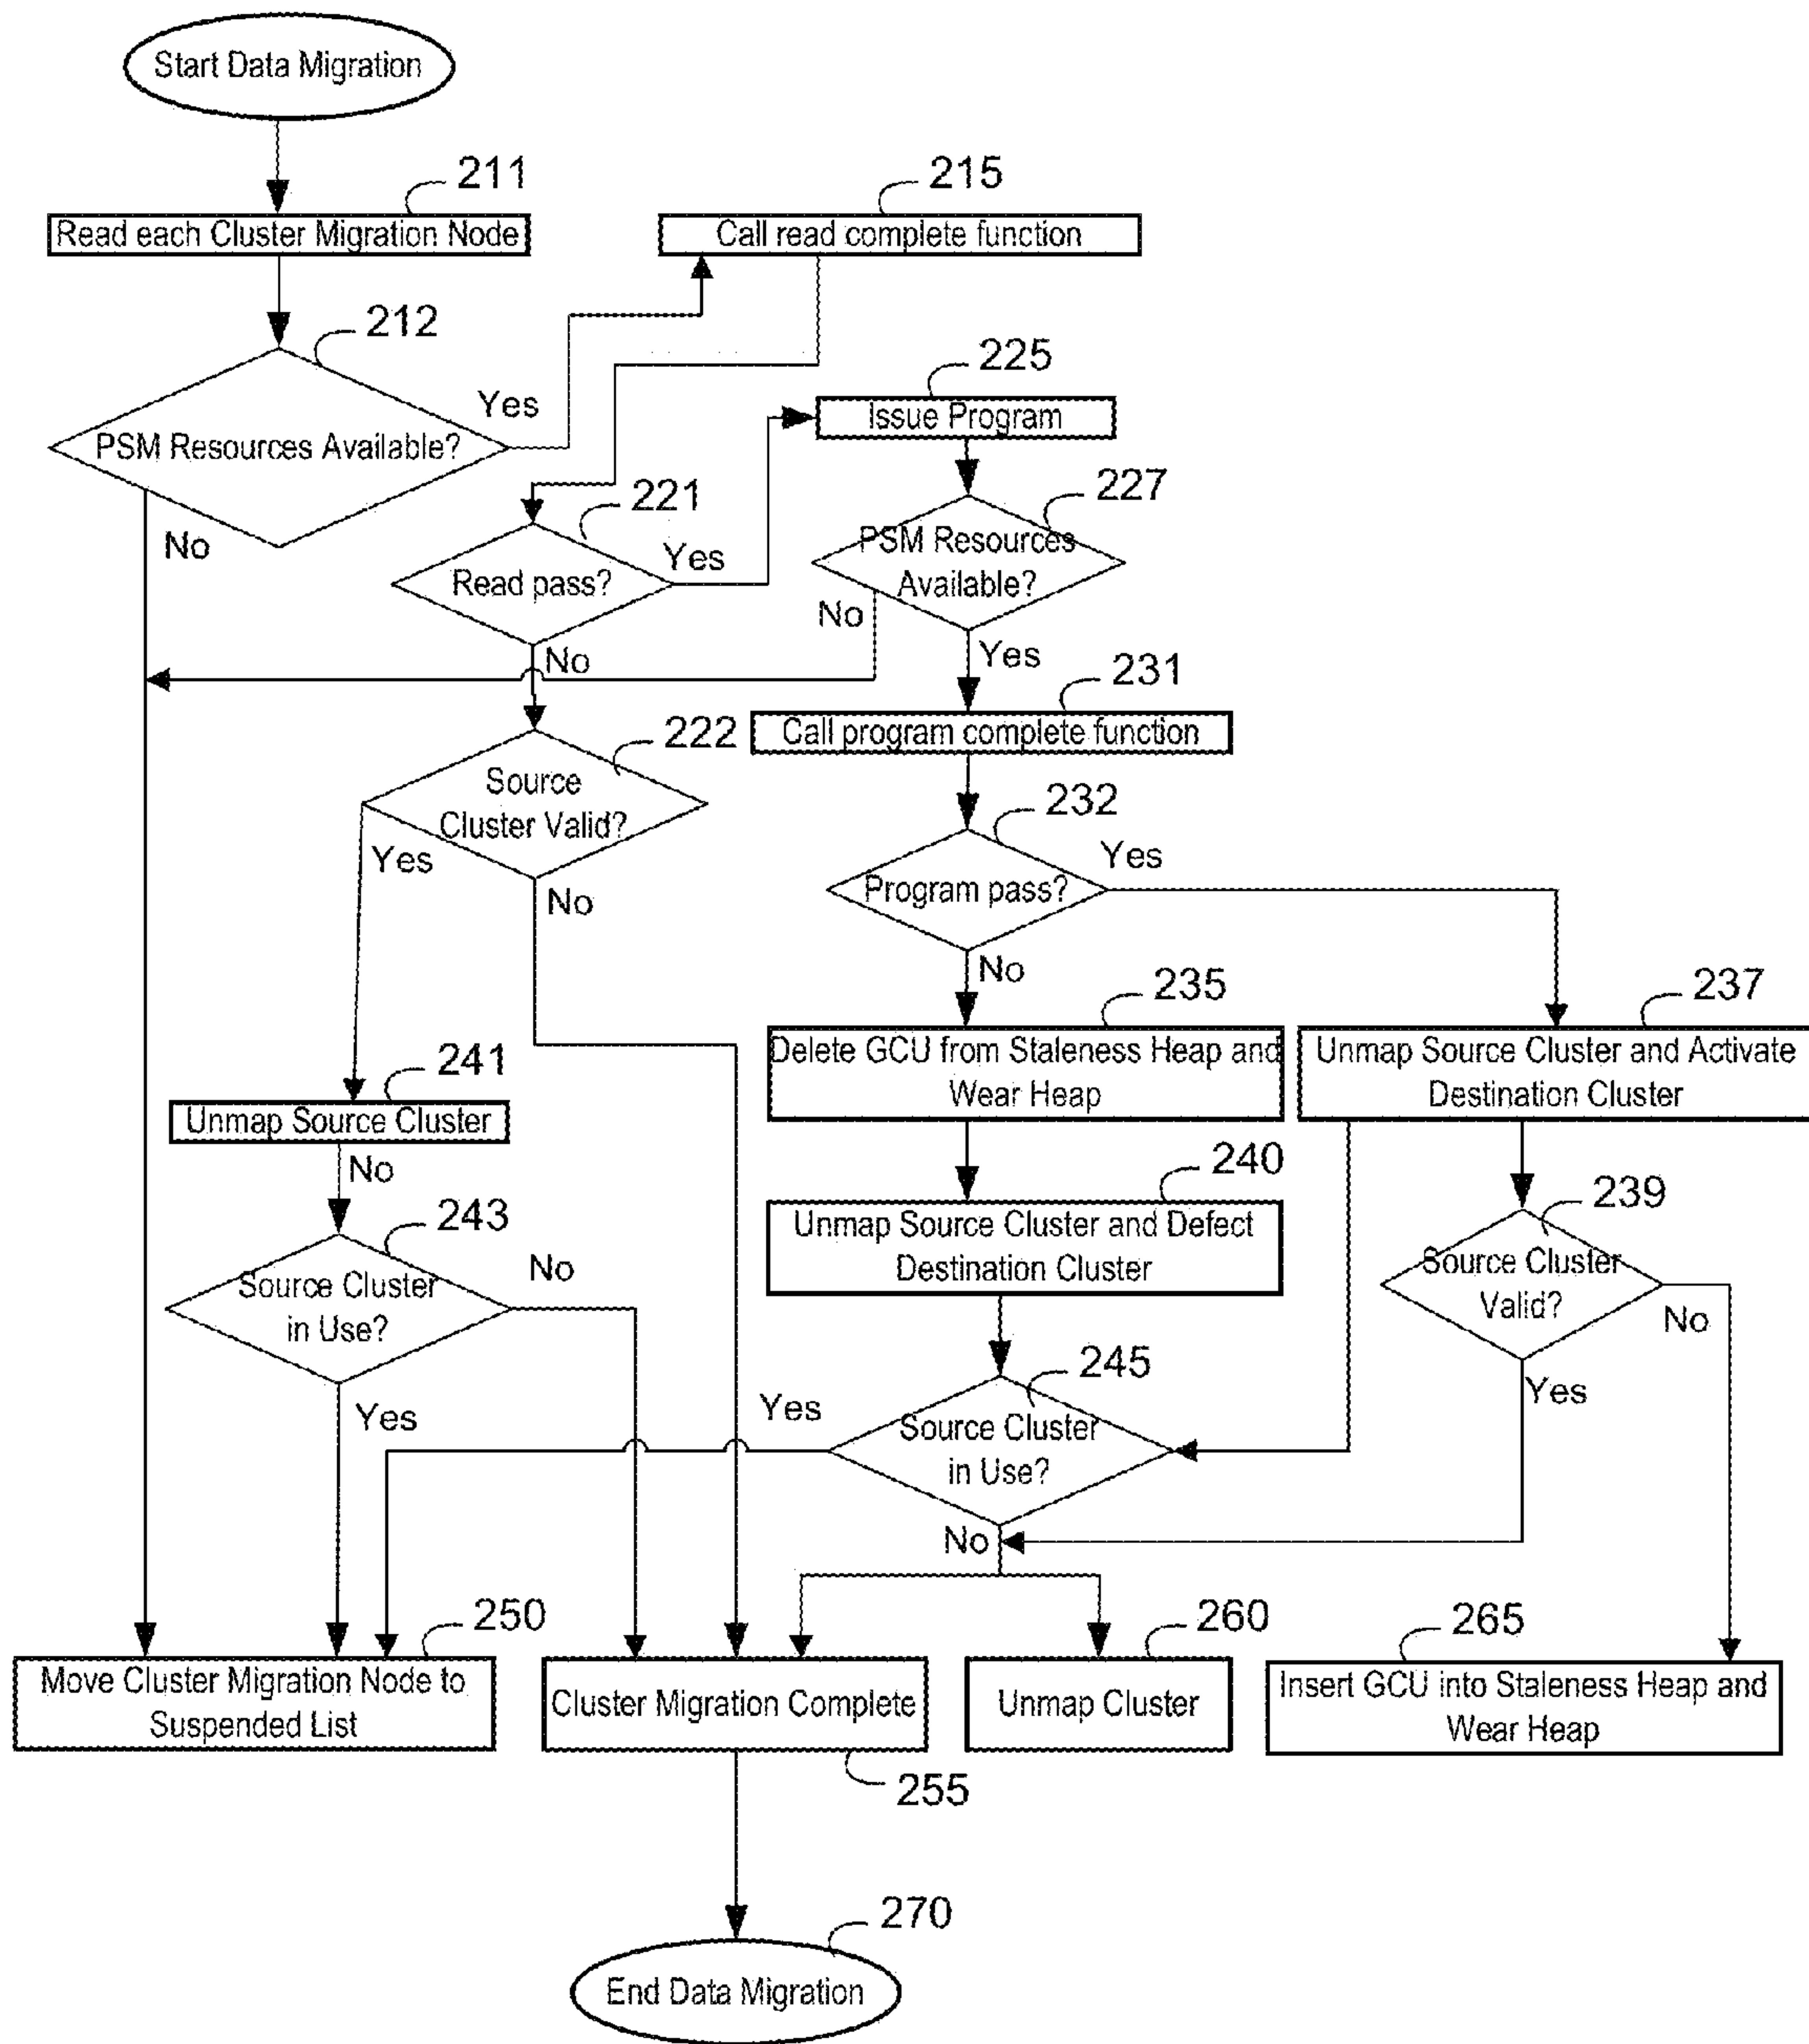 Start Data Migration
211
Read each Cluster Migration Node
215
Call read complete function
212
PSM Resources Available?
Yes
No
225
Issue Program
221
Read pass?
Yes
No
227
PSM Resources
Available?
No
Yes
231
Call program complete function
222
Source
Cluster Valid?
Yes
No
232
Program pass?
Yes
No
235
Delete GCU from Staleness Heap and
Wear Heap
237
Unmap Source Cluster and Activate
Destination Cluster
241
Unmap Source Cluster
No
240
Unmap Source Cluster and Defect
Destination Cluster
239
Source Cluster
Valid?
No
Yes
243
Source Cluster
in Use?
No
Yes
245
Source Cluster
in Use?
Yes
No
250
Move Cluster Migration Node to
Suspended List
Cluster Migration Complete
255
260
Unmap Cluster
265
Insert GCU into Staleness Heap and
Wear Heap
270
End Data Migration